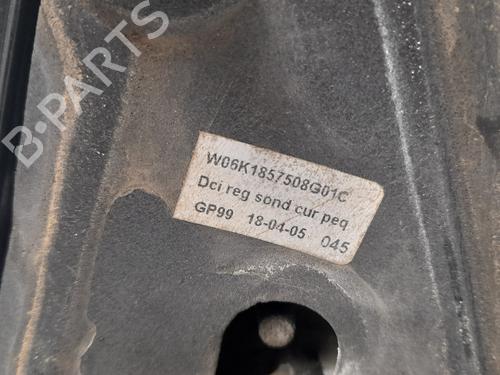 B-PARTS
W06K1857508G01C
Dci reg sond cur peq
GP99 18-04-05 045